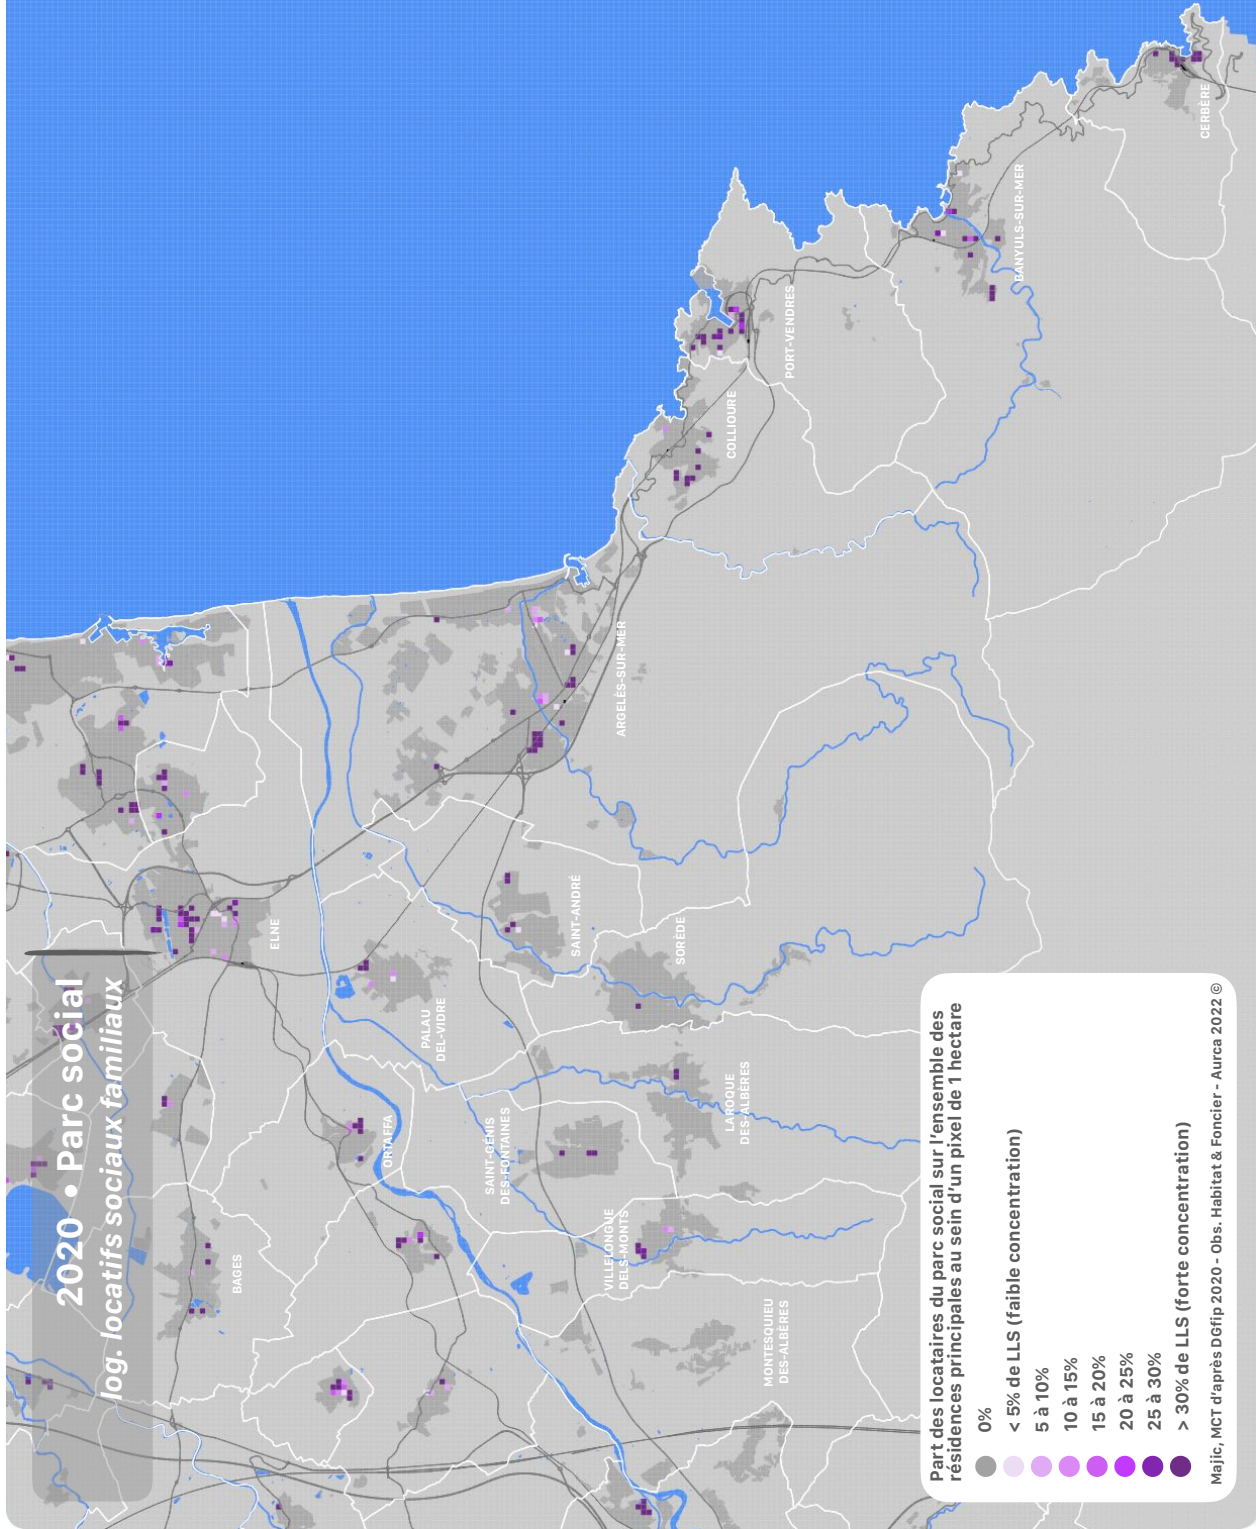 2020 • Parc social
log. locatifs sociaux familiaux
ELNE
BAGES
PALAU
DEL-VIDRE
ORTAFFA
SAINT-GÉNIS
DES-FONTAINES
SAINT-ANDRÉ
SORÈDE
LAROQUE
DES-ALBÈRES
VILLELONGUE
DELS-MONTS
MONTESQUIEU
DES-ALBÈRES
ARGELÈS-SUR-MER
COLLIOURE
PORT-VENDRES
BANYULS-SUR-MER
CERBÈRE
Part des locataires du parc social sur l'ensemble des
résidences principales au sein d'un pixel de 1 hectare
0%
< 5% de LLS (faible concentration)
5 à 10%
10 à 15%
15 à 20%
20 à 25%
25 à 30%
> 30% de LLS (forte concentration)
Majic, MCT d'après DGfip 2020 - Obs. Habitat & Foncier - Aurca 2022 ©